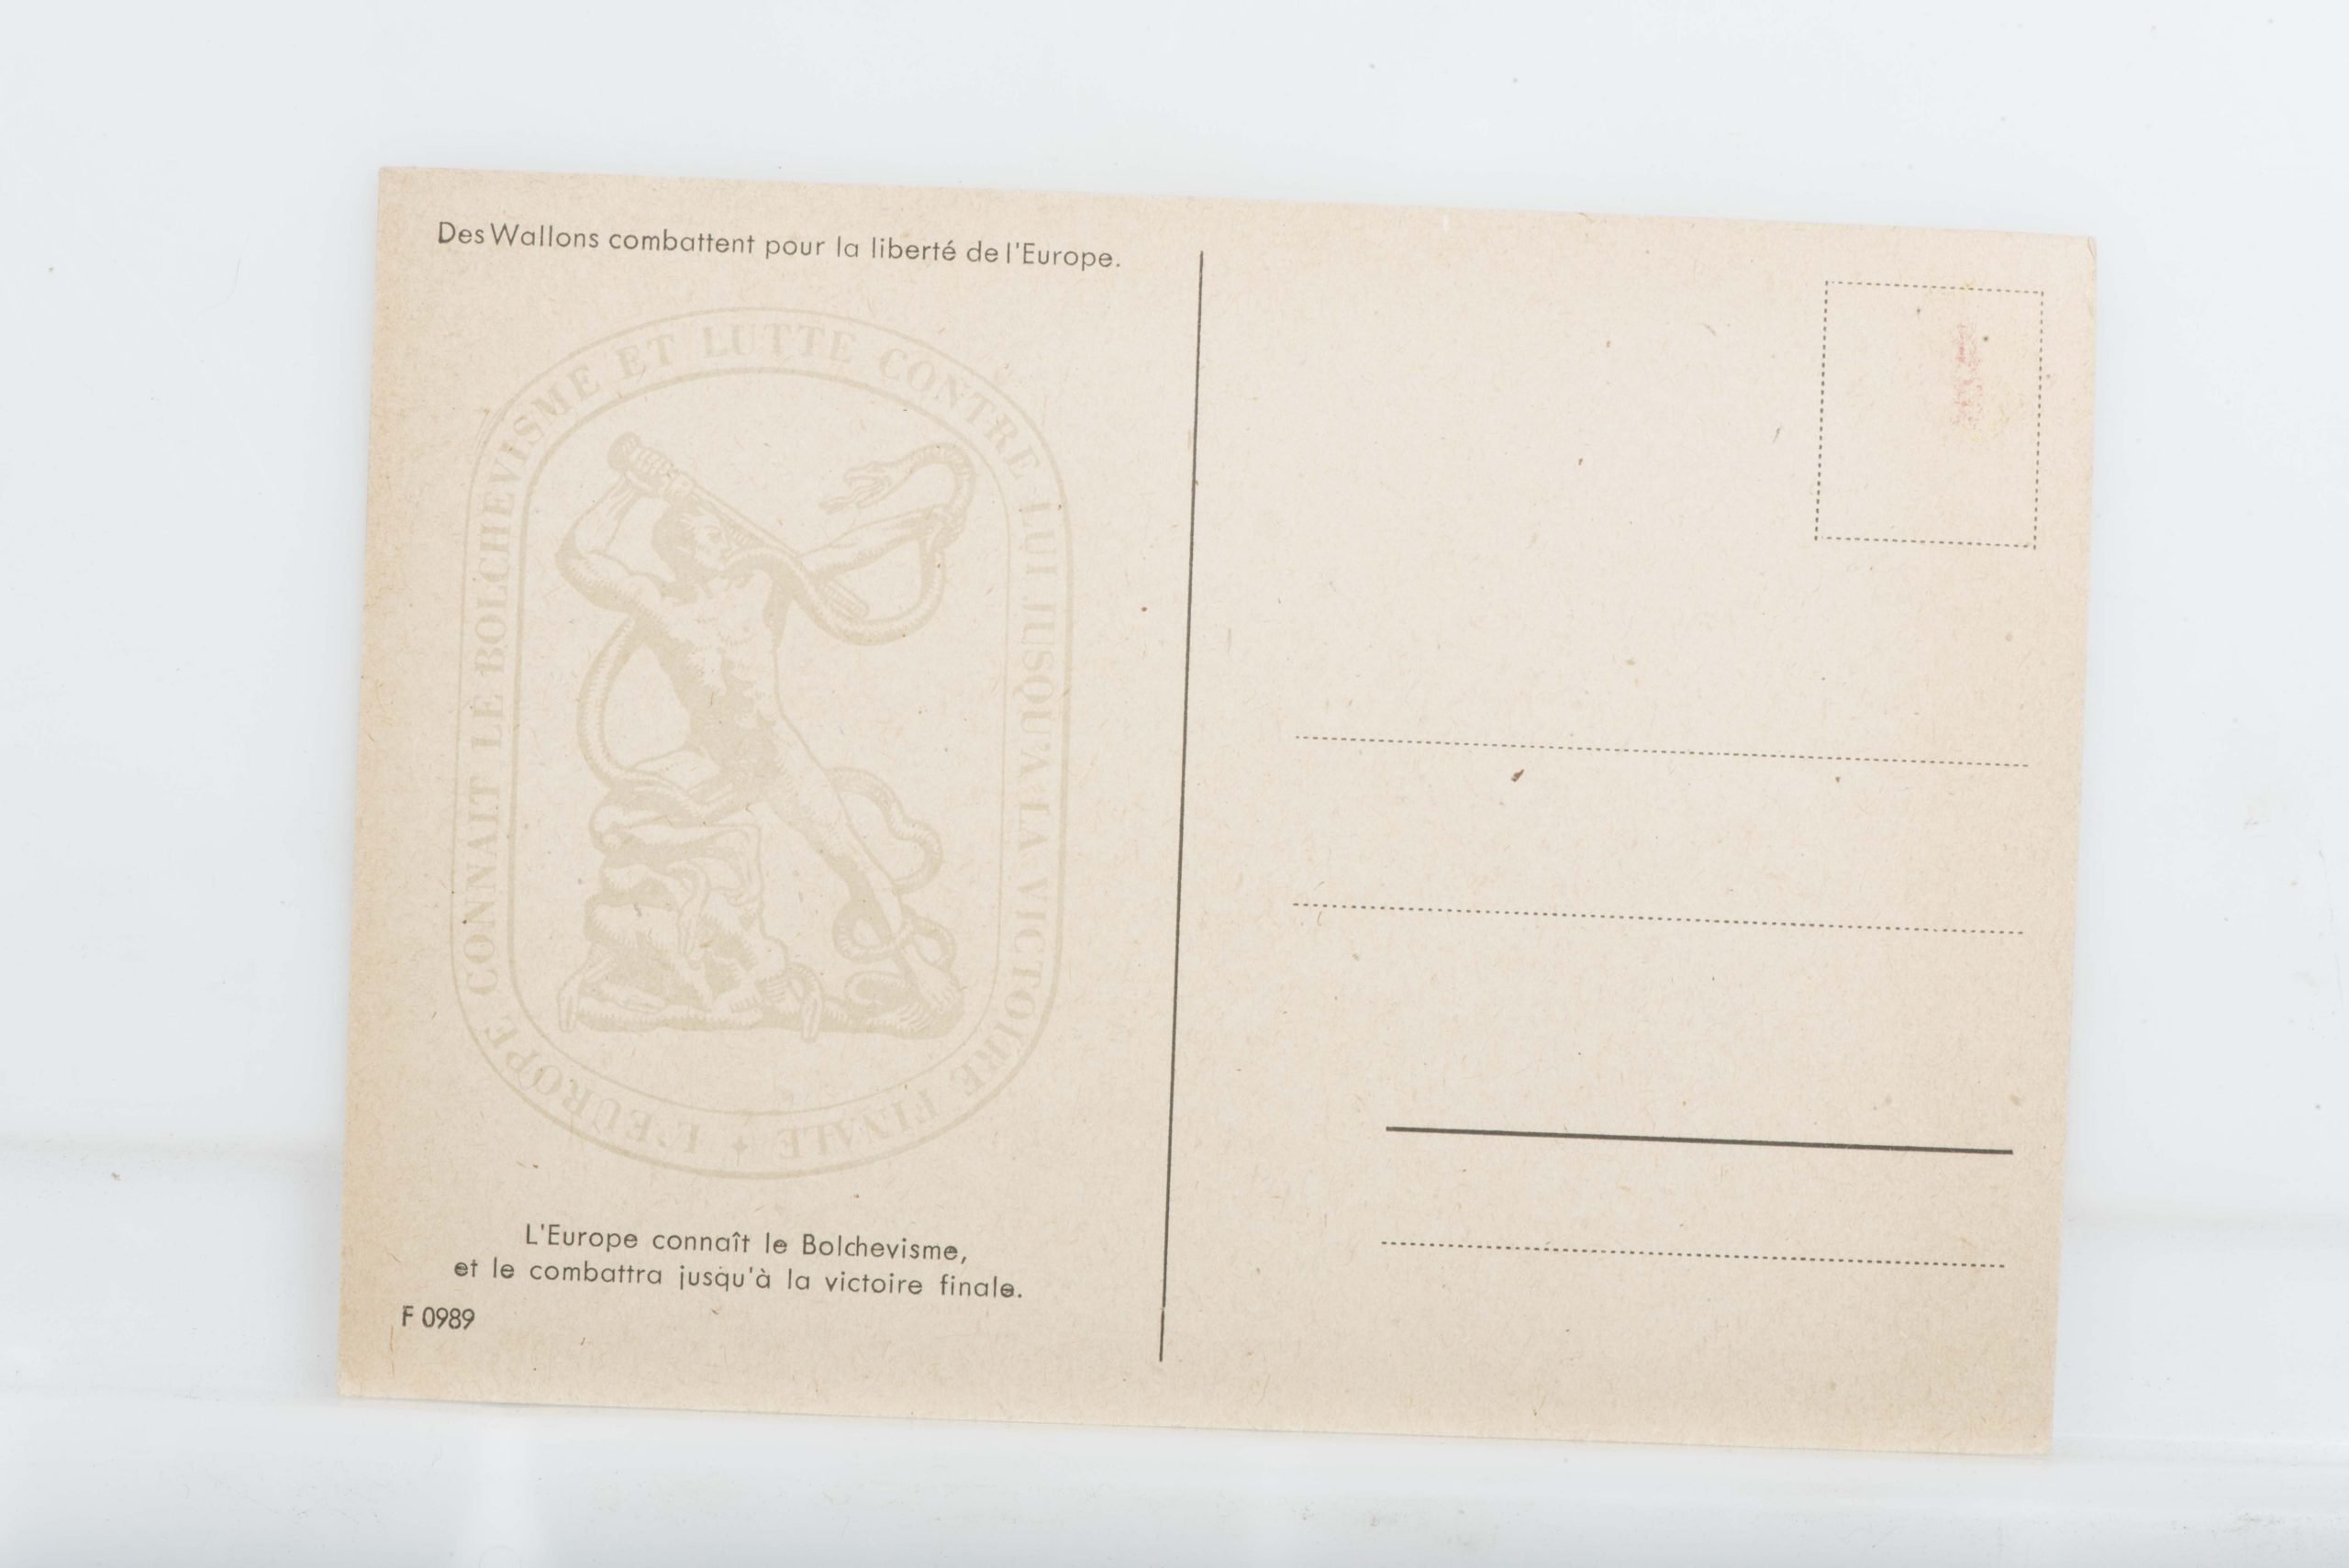 Des Wallons combattent pour la liberté de l'Europe.
L'EUROPE CONNAIT LE BOLCHEVISME ET LUTTE CONTRE LUI JUSQU'A LA VICTOIRE FINALE ✦
L'Europe connaît le Bolchevisme,
et le combattra jusqu'à la victoire finale.
F 0989